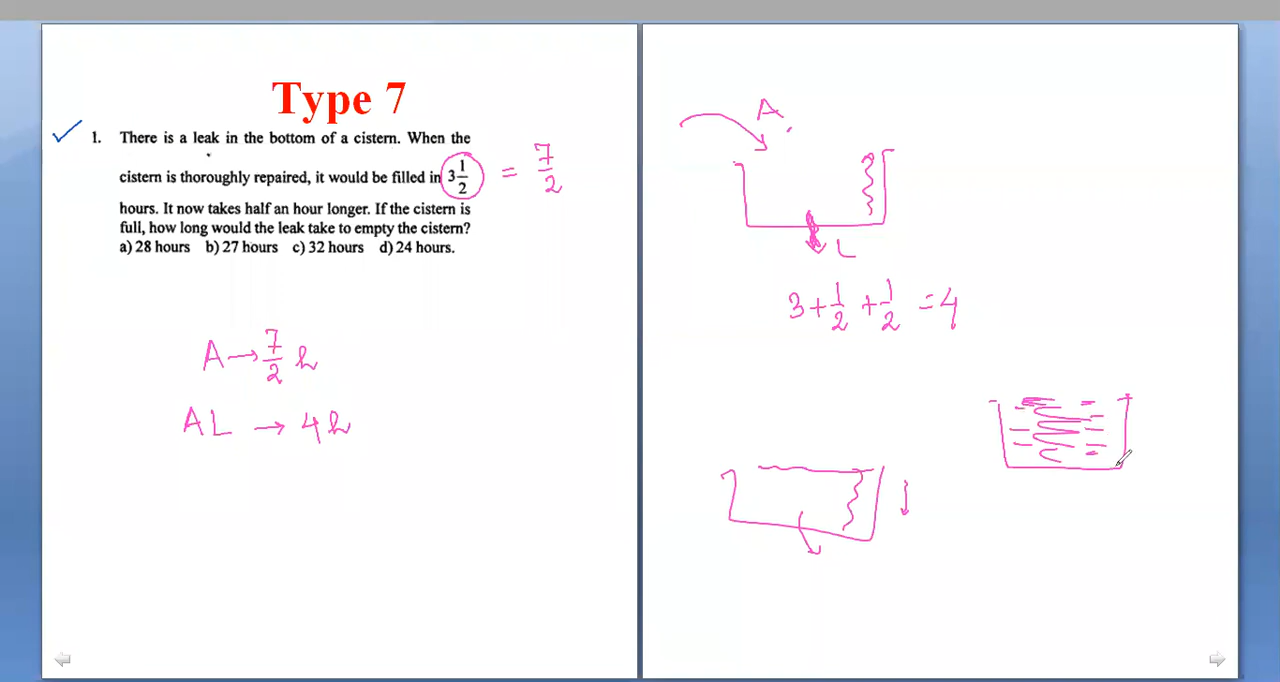 Type 7
1. There is a leak in the bottom of a cistern. When the
cistern is thoroughly repaired, it would be filled in 3 1/2 = 7/2
hours. It now takes half an hour longer. If the cistern is
full, how long would the leak take to empty the cistern?
a) 28 hours b) 27 hours c) 32 hours d) 24 hours.
A → 7/2 h
AL → 4h
A
L
3 + 1/2 + 1/2 = 4